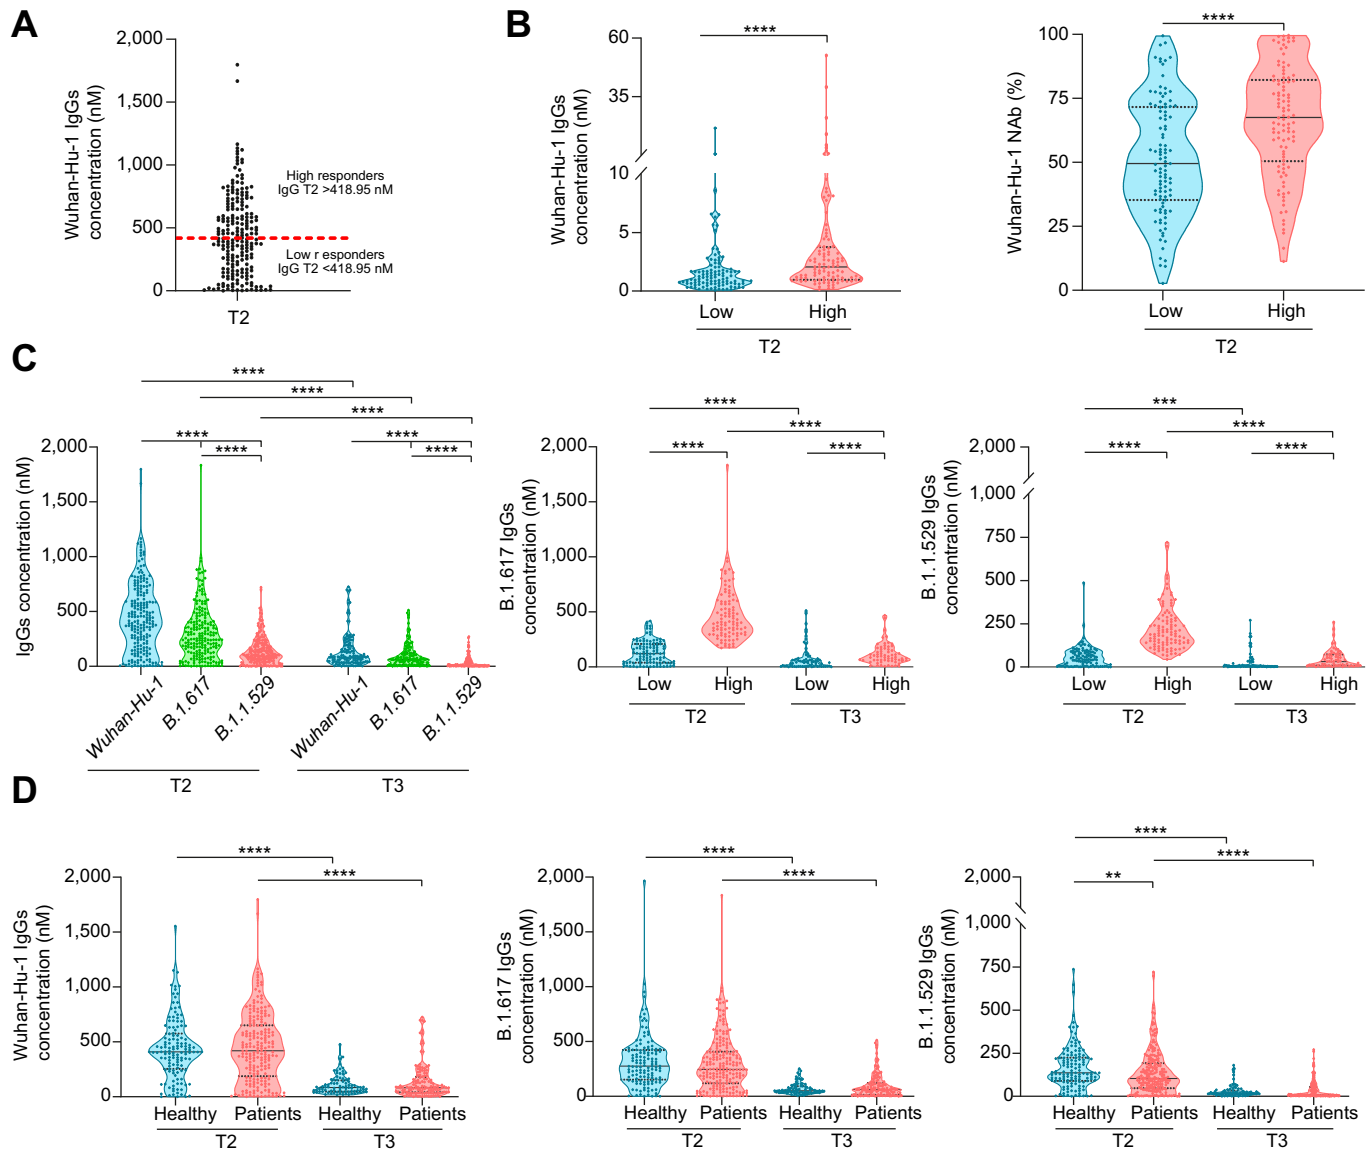 A
Wuhan-Hu-1 IgGs
concentration (nM)
2,000
1,500
1,000
500
0
High responders
IgG T2 >418.95 nM
Low r esponders
IgG T2 <418.95 nM
T2
B
Wuhan-Hu-1 IgGs
concentration (nM)
60
35
10
5
0
****
Low
High
T2
Wuhan-Hu-1 NAb (%)
100
75
50
25
0
****
Low
High
T2
C
IgGs concentration (nM)
2,000
1,500
1,000
500
0
****
****
****
****
****
****
****
Wuhan-Hu-1
B.1.617
B.1.1.529
Wuhan-Hu-1
B.1.617
B.1.1.529
T2
T3
B.1.617 IgGs
concentration (nM)
2,000
1,500
1,000
500
0
****
****
****
****
Low
High
Low
High
T2
T3
B.1.1.529 IgGs
concentration (nM)
2,000
1,000
750
500
250
0
***
****
****
****
Low
High
Low
High
T2
T3
D
Wuhan-Hu-1 IgGs
concentration (nM)
2,000
1,500
1,000
500
0
****
****
Healthy
Patients
Healthy
Patients
T2
T3
B.1.617 IgGs
concentration (nM)
2,000
1,500
1,000
500
0
****
****
Healthy
Patients
Healthy
Patients
T2
T3
B.1.1.529 IgGs
concentration (nM)
2,000
1,000
750
500
250
0
****
****
**
Healthy
Patients
Healthy
Patients
T2
T3